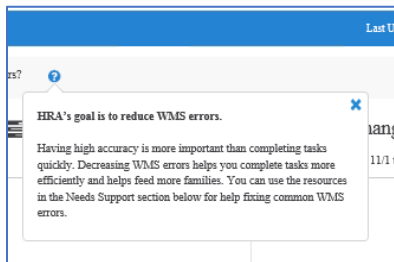 Last U
rs?
HRA's goal is to reduce WMS errors.
Having high accuracy is more important than completing tasks
quickly. Decreasing WMS errors helps you complete tasks more
efficiently and helps feed more families. You can use the resources
in the Needs Support section below for help fixing common WMS
errors.
hang
11/1